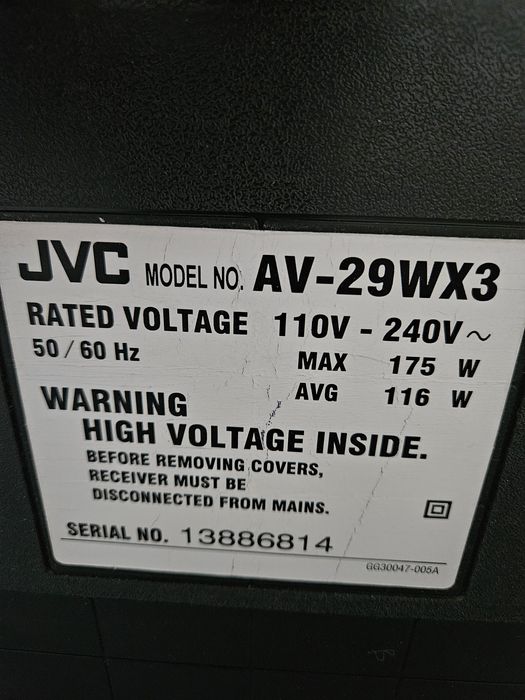 JVC MODEL NO. AV-29WX3
RATED VOLTAGE 110V - 240V ~
50 / 60 Hz MAX 175 W
AVG 116 W
WARNING
HIGH VOLTAGE INSIDE.
BEFORE REMOVING COVERS,
RECEIVER MUST BE
DISCONNECTED FROM MAINS.
SERIAL NO. 13886814
GG30047-005A